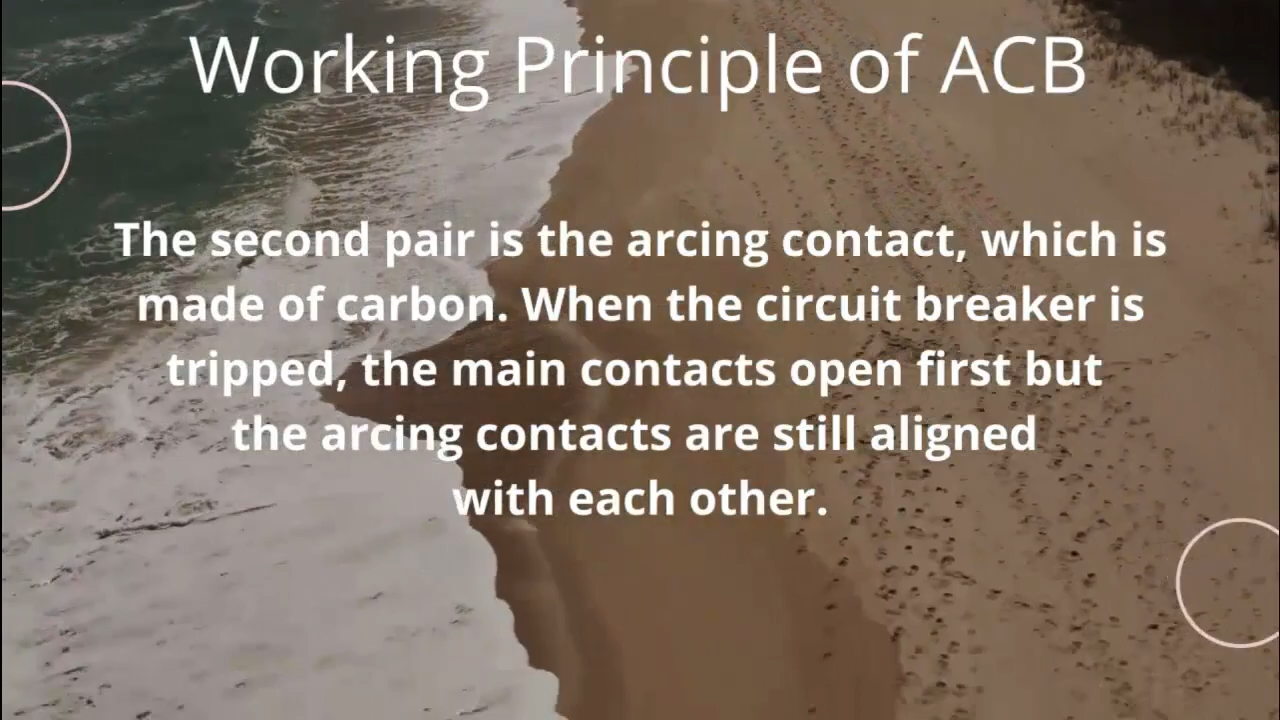 Working Principle of ACB
The second pair is the arcing contact, which is
made of carbon. When the circuit breaker is
tripped, the main contacts open first but
the arcing contacts are still aligned
with each other.